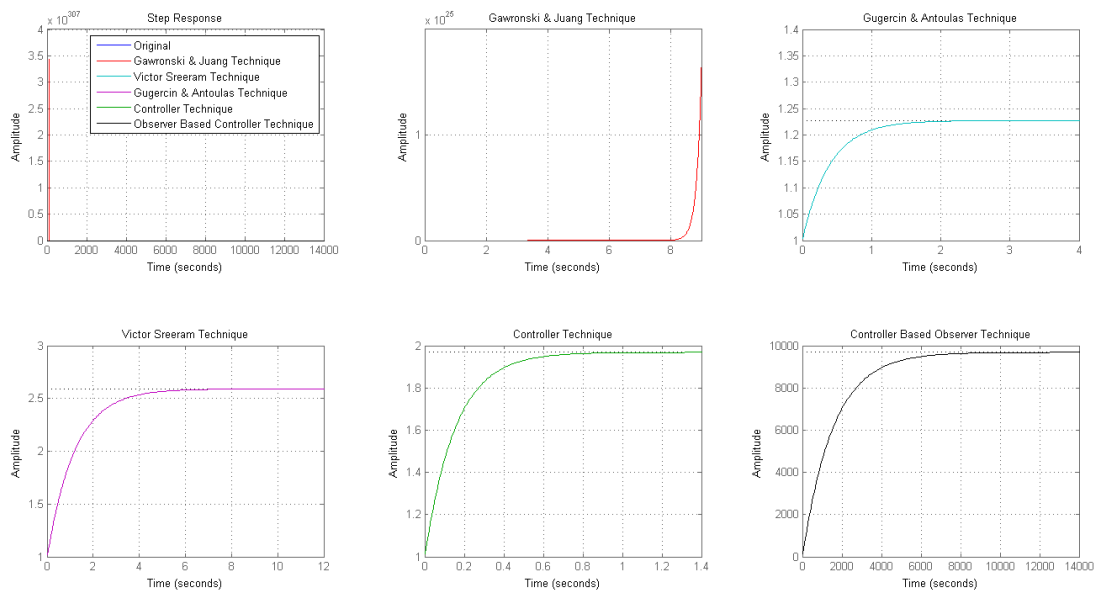 Step Response
x 10^307
4
3.5
3
2.5
2
1.5
1
0.5
0
Amplitude
Original
Gawronski & Juang Technique
Victor Sreeram Technique
Gugercin & Antoulas Technique
Controller Technique
Observer Based Controller Technique
0 2000 4000 6000 8000 10000 12000 14000
Time (seconds)
Gawronski & Juang Technique
x 10^25
1
0
Amplitude
0 2 4 6 8
Time (seconds)
Gugercin & Antoulas Technique
1.4
1.35
1.3
1.25
1.2
1.15
1.1
1.05
1
Amplitude
0 1 2 3 4
Time (seconds)
Victor Sreeram Technique
3
2.5
2
1.5
1
Amplitude
0 2 4 6 8 10 12
Time (seconds)
Controller Technique
2
1.8
1.6
1.4
1.2
1
Amplitude
0 0.2 0.4 0.6 0.8 1 1.2 1.4
Time (seconds)
Controller Based Observer Technique
10000
8000
6000
4000
2000
0
Amplitude
0 2000 4000 6000 8000 10000 12000 14000
Time (seconds)